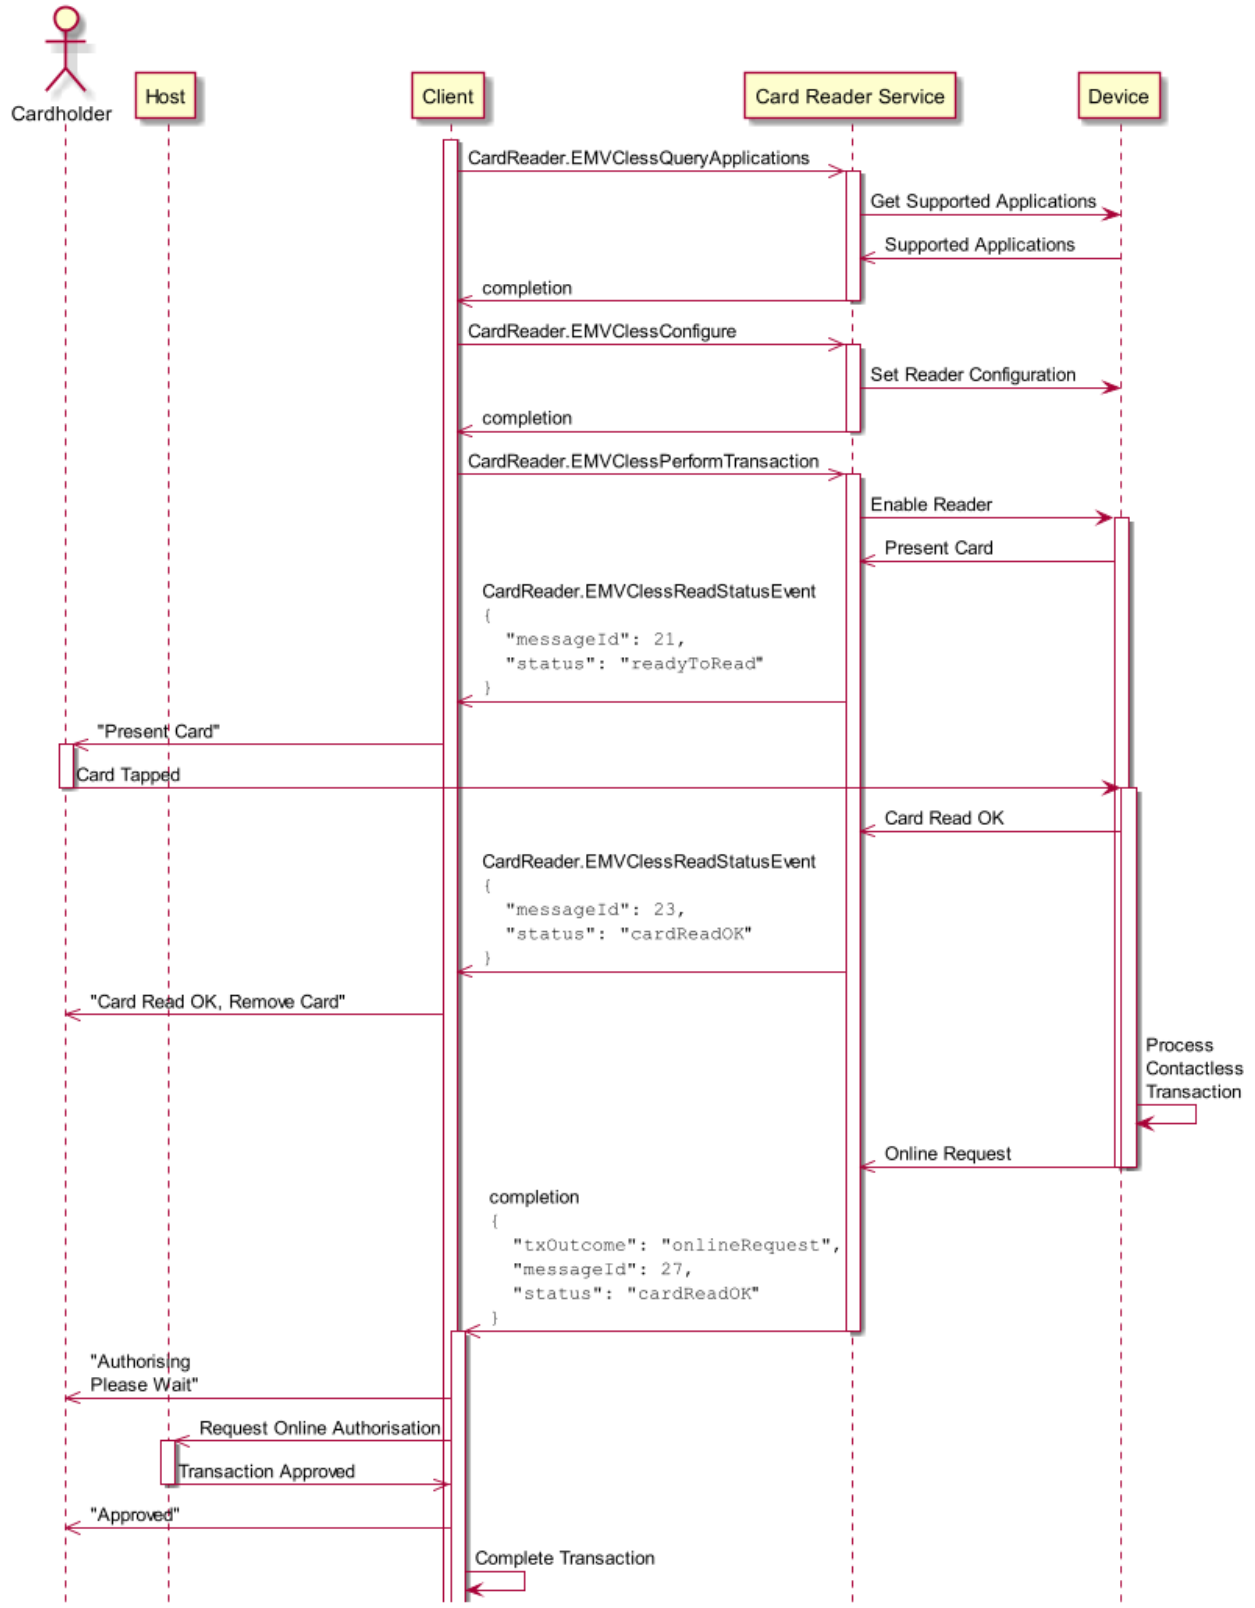 Cardholder
Host
Client
Card Reader Service
Device
CardReader.EMVClessQueryApplications
Get Supported Applications
Supported Applications
completion
CardReader.EMVClessConfigure
Set Reader Configuration
completion
CardReader.EMVClessPerformTransaction
Enable Reader
Present Card
CardReader.EMVClessReadStatusEvent
{
"messageId": 21,
"status": "readyToRead"
}
"Present Card"
Card Tapped
Card Read OK
CardReader.EMVClessReadStatusEvent
{
"messageId": 23,
"status": "cardReadOK"
}
"Card Read OK, Remove Card"
Process
Contactless
Transaction
Online Request
completion
{
"txOutcome": "onlineRequest",
"messageId": 27,
"status": "cardReadOK"
}
"Authorising
Please Wait"
Request Online Authorisation
Transaction Approved
"Approved"
Complete Transaction